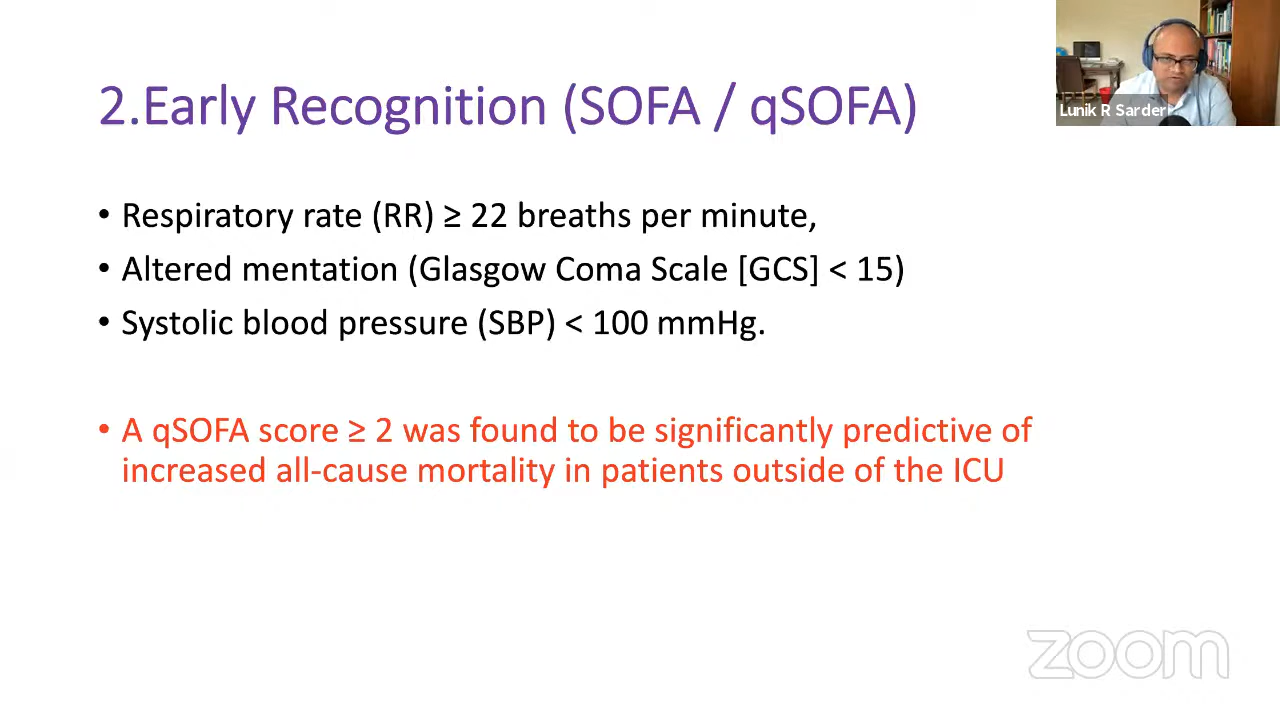 Lunik R Sarder
2.Early Recognition (SOFA / qSOFA)
• Respiratory rate (RR) ≥ 22 breaths per minute,
• Altered mentation (Glasgow Coma Scale [GCS] < 15)
• Systolic blood pressure (SBP) < 100 mmHg.
• A qSOFA score ≥ 2 was found to be significantly predictive of
increased all-cause mortality in patients outside of the ICU
zoom